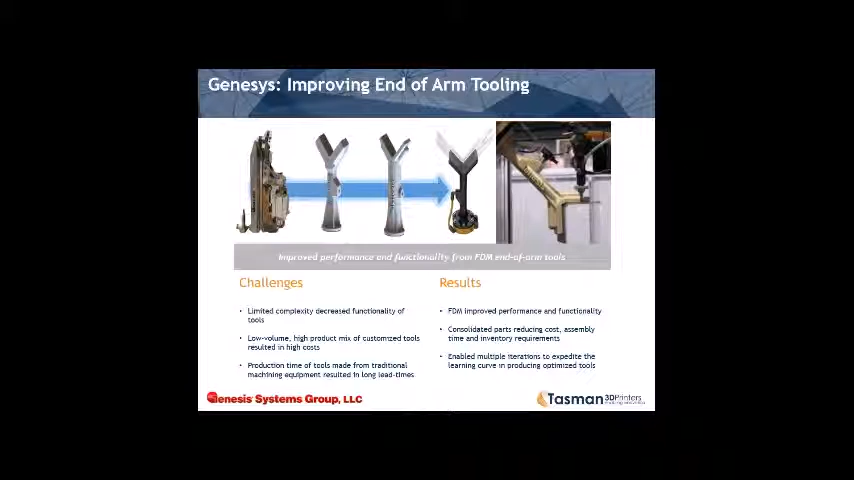 Genesys: Improving End of Arm Tooling
Improved performance and functionality from FDM end-of-arm tools
Challenges
• Limited complexity decreased functionality of
tools
• Low-volume, high product mix of customized tools
resulted in high costs
• Production time of tools made from traditional
machining equipment resulted in long lead-times
Results
• FDM improved performance and functionality
• Consolidated parts reducing cost, assembly
time and inventory requirements
• Enabled multiple iterations to expedite the
learning curve in producing optimized tools
Genesis Systems Group, LLC
Tasman 3DPrinters